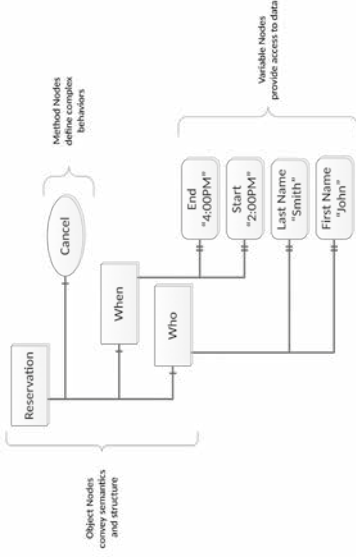 Object Nodes
convey semantics
and structure
Method Nodes
define complex
behaviors
Variable Nodes
provide access to data
Reservation
Cancel
When
Who
End
"4:00PM"
Start
"2:00PM"
Last Name
"Smith"
First Name
"John"